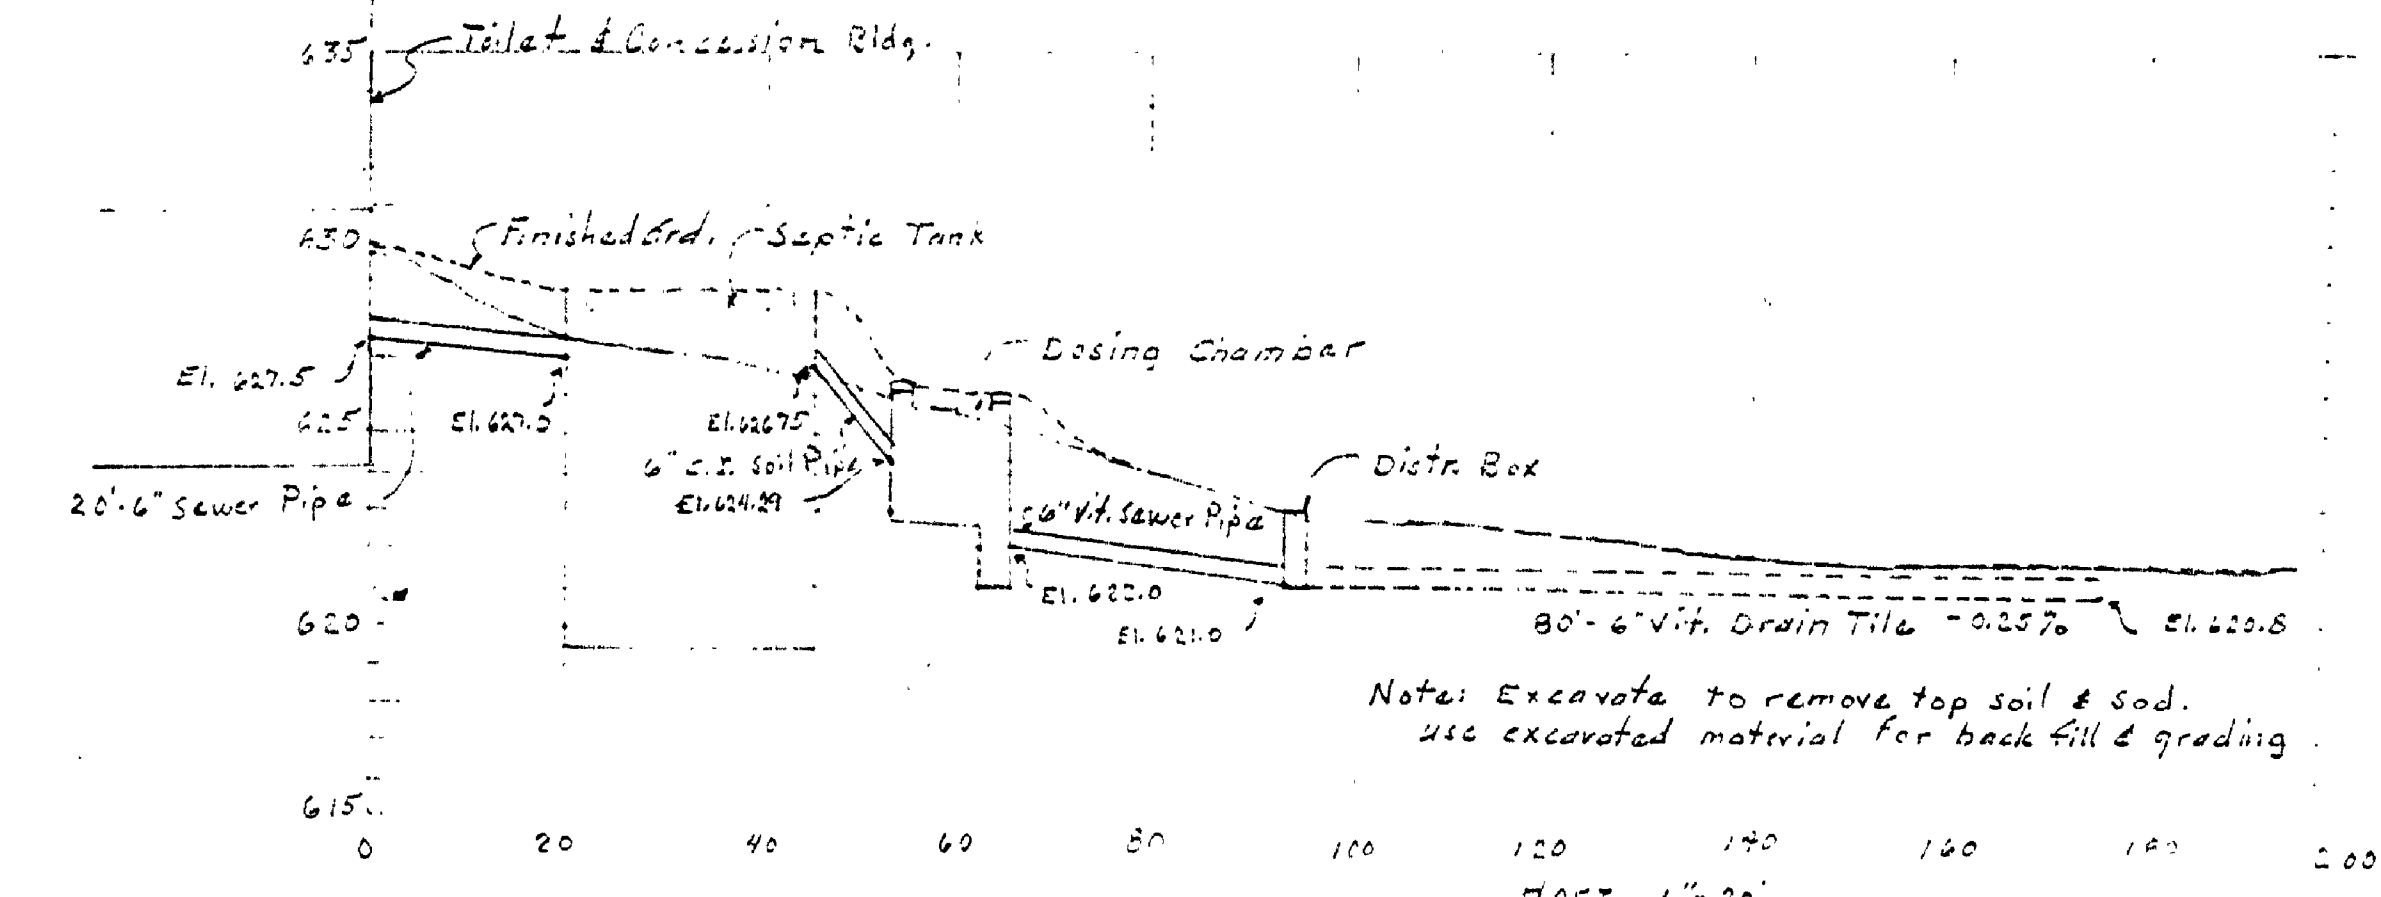 635
Toilet & Concession Bldg.
630
Finished Grd.
Septic Tank
Dosing Chamber
El. 627.5
625
El. 627.0
El. 626.75
6" C.I. Soil Pipe
El. 624.29
Distr. Box
20'-6" Sewer Pipe
6" Vit. Sewer Pipe
El. 622.0
El. 621.0
620
80'-6" Vit. Drain Tile -0.25%
El. 620.8
Note: Excavate to remove top soil & sod.
use excavated material for back fill & grading
615
0 20 40 60 80 100 120 140 160 180 200